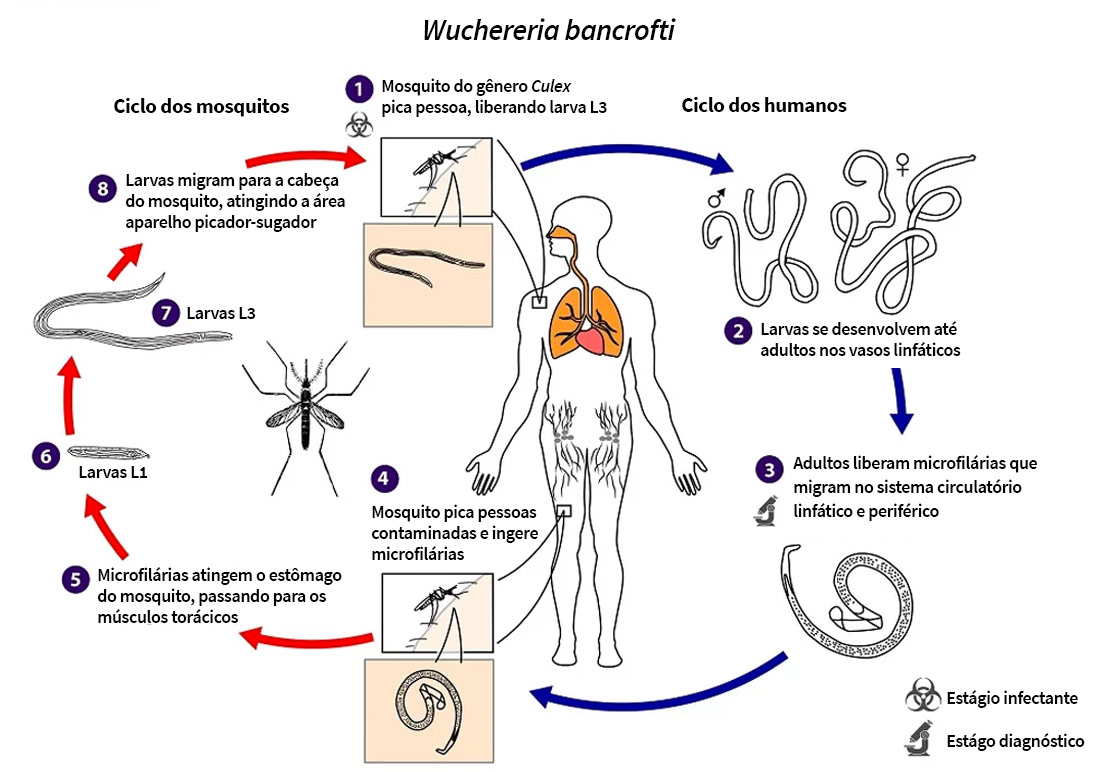 Wuchereria bancrofti
Ciclo dos mosquitos
1
Mosquito do gênero Culex
pica pessoa, liberando larva L3
Ciclo dos humanos
8
Larvas migram para a cabeça
do mosquito, atingindo a área
aparelho picador-sugador
♂
♀
7
Larvas L3
2
Larvas se desenvolvem até
adultos nos vasos linfáticos
6
Larvas L1
3
Adultos liberam microfilárias que
migram no sistema circulatório
linfático e periférico
4
Mosquito pica pessoas
contaminadas e ingere
microfilárias
5
Microfilárias atingem o estômago
do mosquito, passando para os
músculos torácicos
Estágio infectante
Estágo diagnóstico